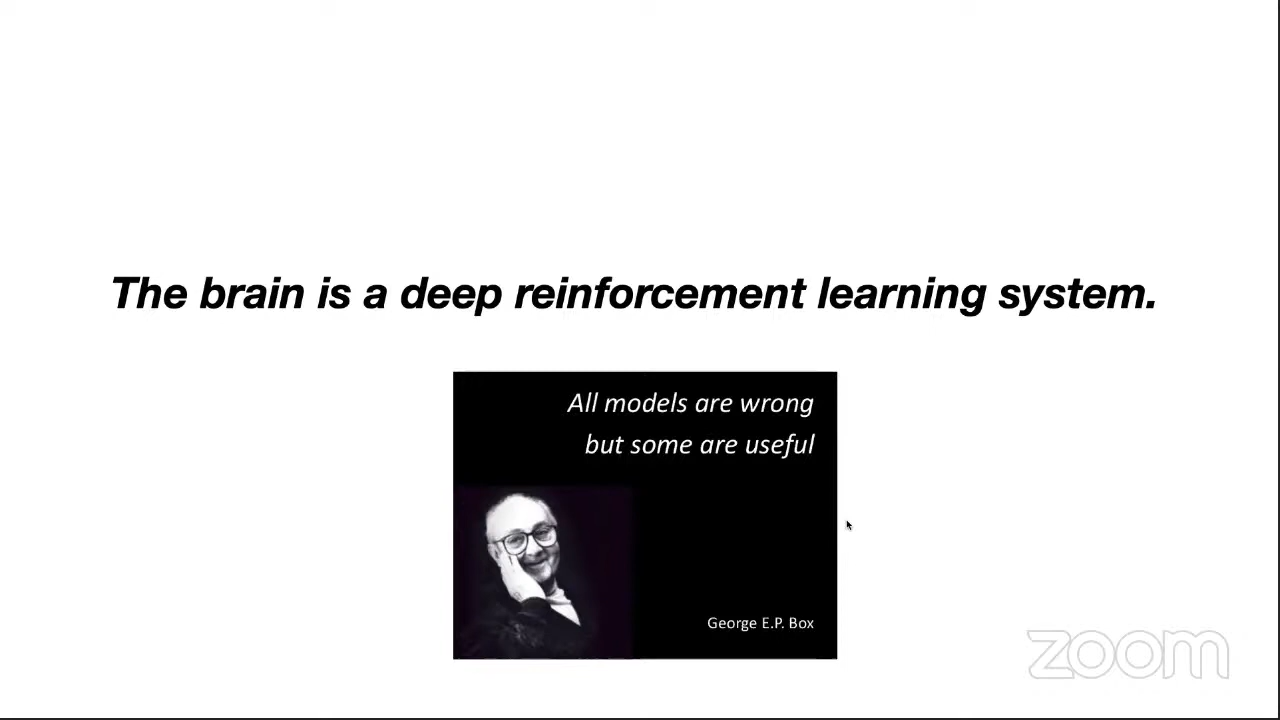 The brain is a deep reinforcement learning system.
All models are wrong
but some are useful
George E.P. Box
zoom